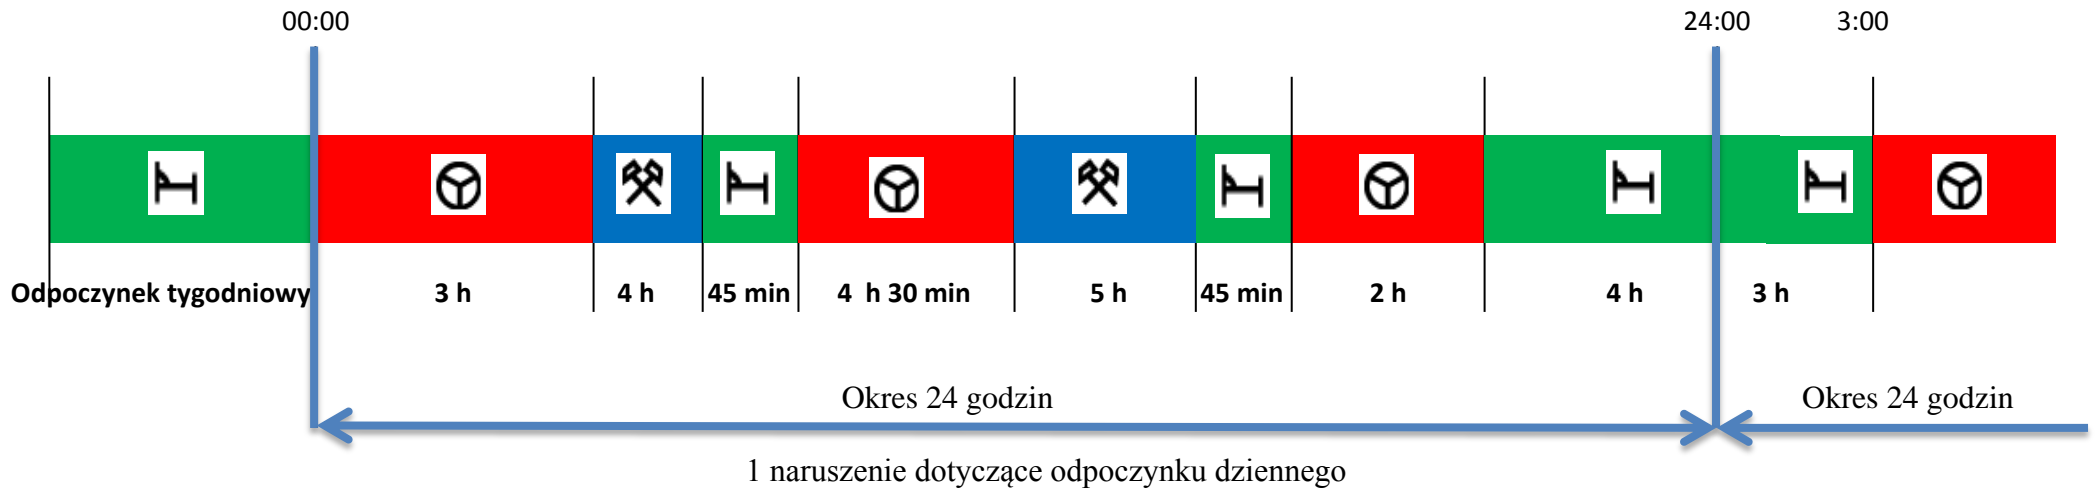 00:00 24:00 3:00
Odpoczynek tygodniowy 3 h 4 h 45 min 4 h 30 min 5 h 45 min 2 h 4 h 3 h
Okres 24 godzin Okres 24 godzin
1 naruszenie dotyczące odpoczynku dziennego